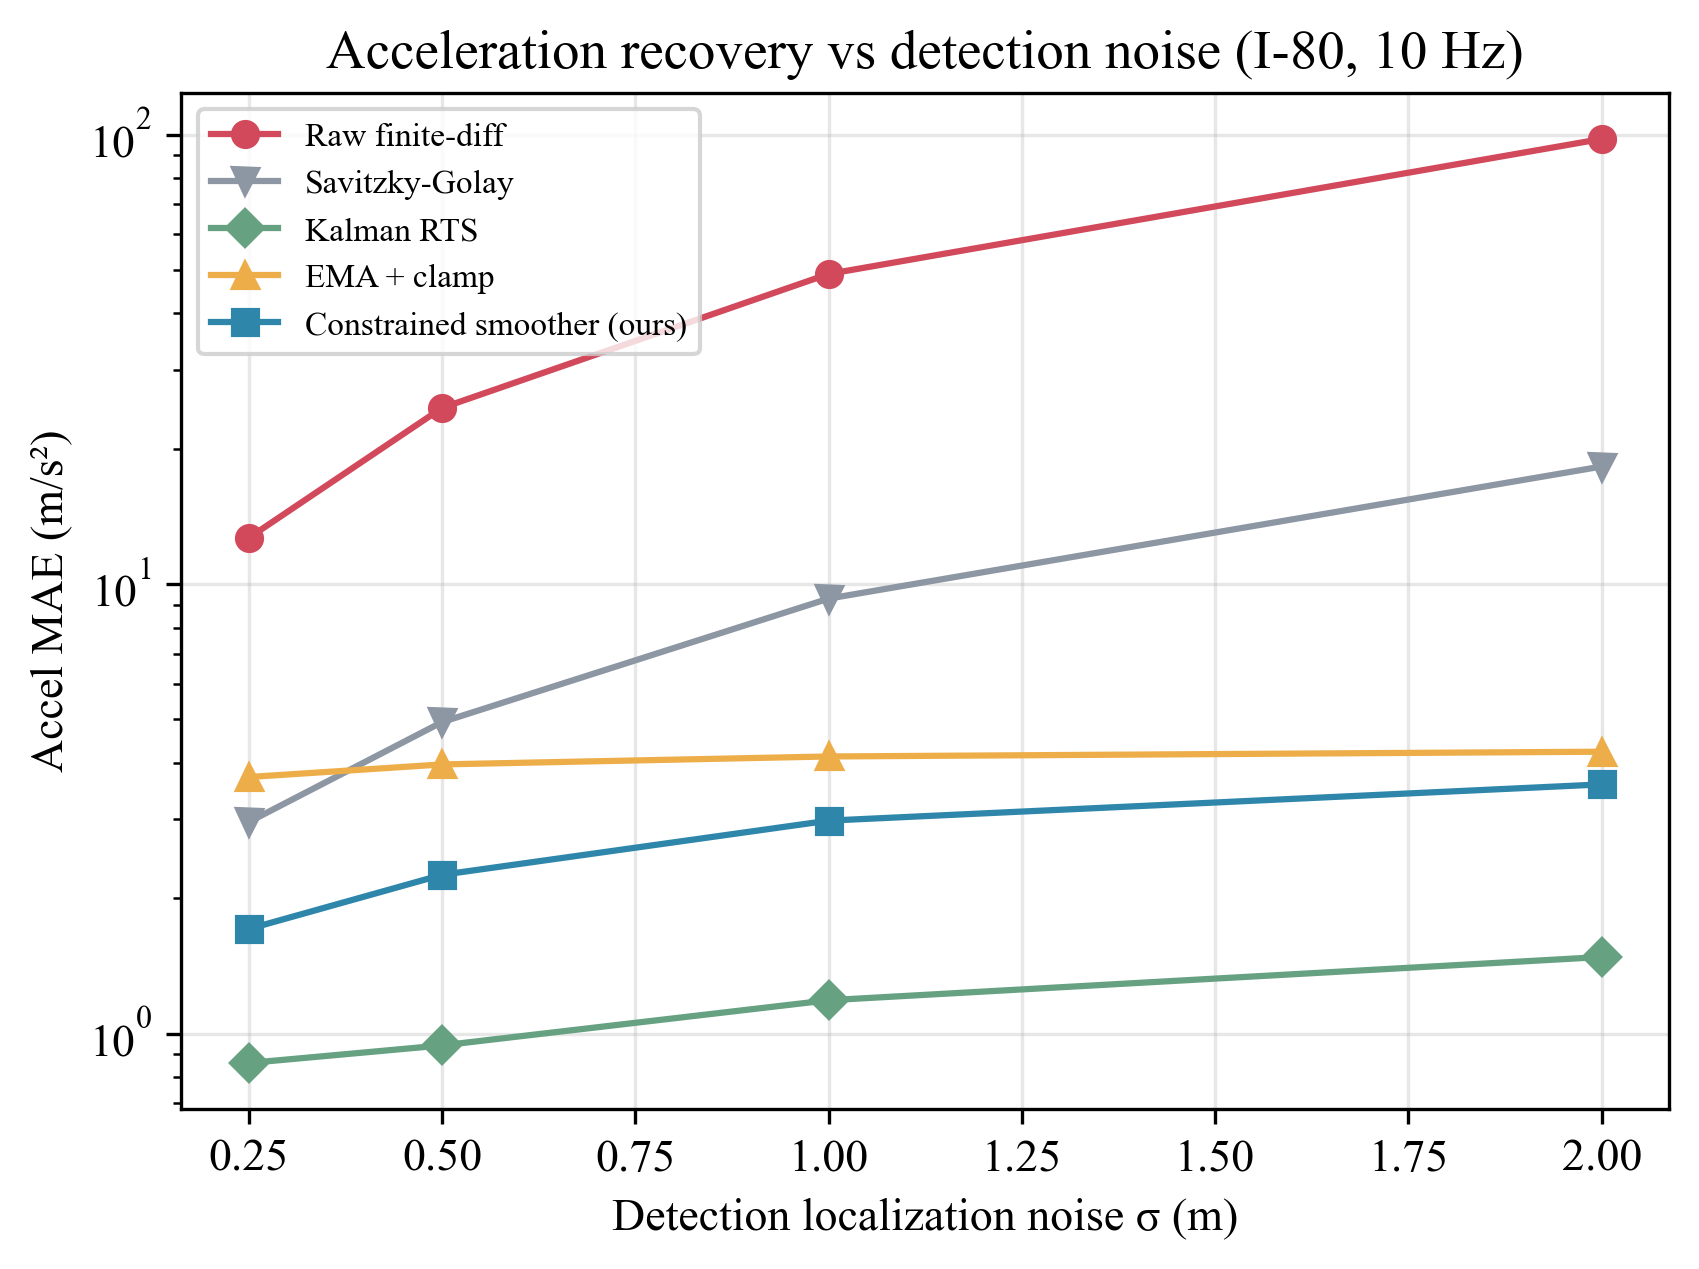 Acceleration recovery vs detection noise (I-80, 10 Hz)
Raw finite-diff
Savitzky-Golay
Kalman RTS
EMA + clamp
Constrained smoother (ours)
Accel MAE (m/s²)
10²
10¹
10⁰
0.25 0.50 0.75 1.00 1.25 1.50 1.75 2.00
Detection localization noise σ (m)